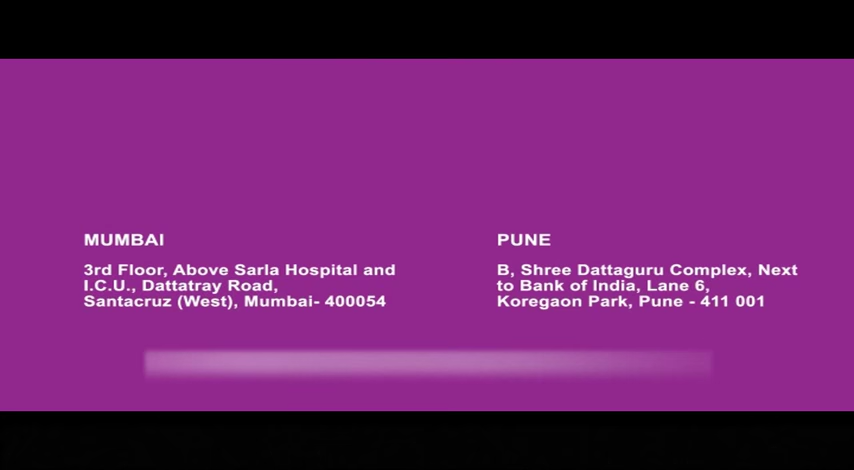 MUMBAI
3rd Floor, Above Sarla Hospital and
I.C.U., Dattatray Road,
Santacruz (West), Mumbai- 400054
PUNE
B, Shree Dattaguru Complex, Next
to Bank of India, Lane 6,
Koregaon Park, Pune - 411 001